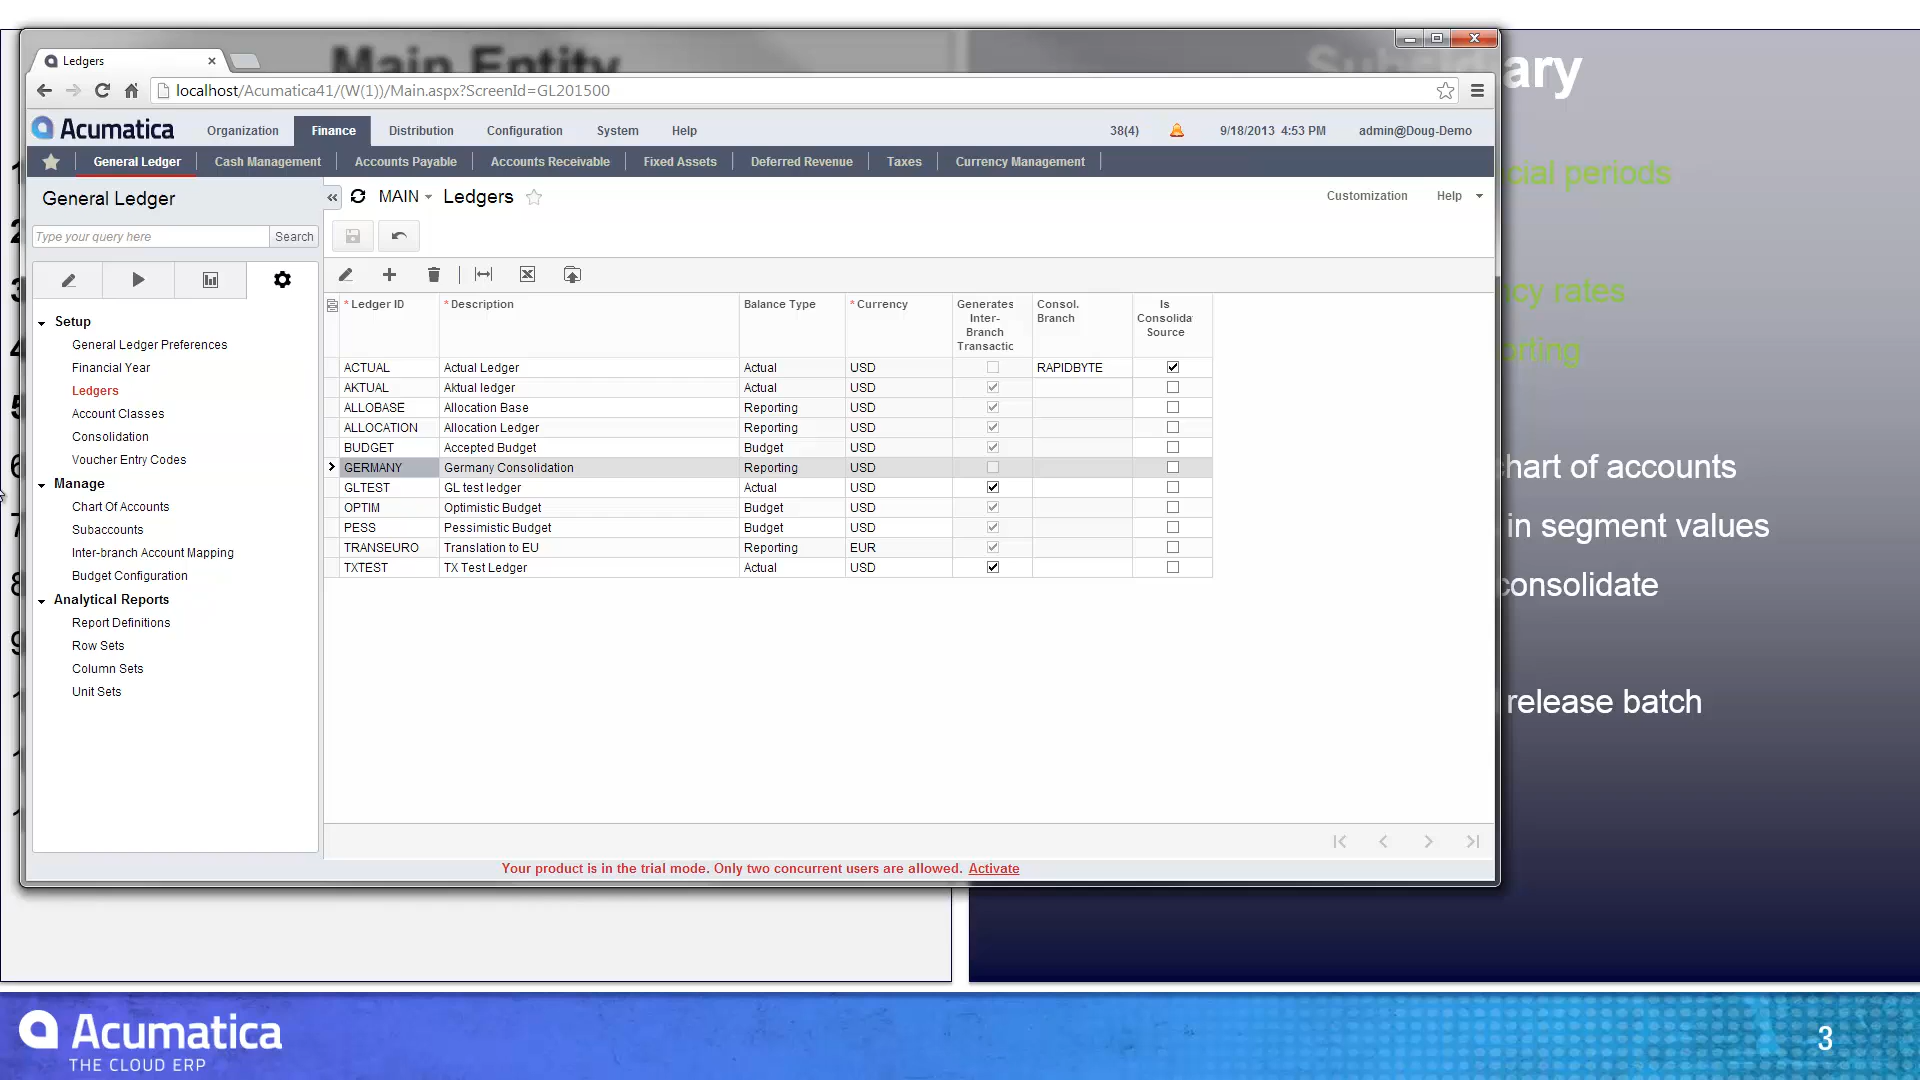 Main Entity
Ledgers
localhost/Acumatica41/(W(1))/Main.aspx?ScreenId=GL201500
Acumatica
Organization
Finance
Distribution
Configuration
System
Help
38(4)
9/18/2013 4:53 PM
admin@Doug-Demo
General Ledger
Cash Management
Accounts Payable
Accounts Receivable
Fixed Assets
Deferred Revenue
Taxes
Currency Management
General Ledger
Type your query here
Search
Setup
General Ledger Preferences
Financial Year
Ledgers
Account Classes
Consolidation
Voucher Entry Codes
Manage
Chart Of Accounts
Subaccounts
Inter-branch Account Mapping
Budget Configuration
Analytical Reports
Report Definitions
Row Sets
Column Sets
Unit Sets
MAIN
Ledgers
Customization
Help
* Ledger ID * Description Balance Type * Currency Generates Inter-Branch Transactic Consol. Branch Is Consolida Source
ACTUAL Actual Ledger Actual USD RAPIDBYTE
AKTUAL Aktual ledger Actual USD
ALLOBASE Allocation Base Reporting USD
ALLOCATION Allocation Ledger Reporting USD
BUDGET Accepted Budget Budget USD
GERMANY Germany Consolidation Reporting USD
GLTEST GL test ledger Actual USD
OPTIM Optimistic Budget Budget USD
PESS Pessimistic Budget Budget USD
TRANSEURO Translation to EU Reporting EUR
TXTEST TX Test Ledger Actual USD
Your product is in the trial mode. Only two concurrent users are allowed. Activate
Subsidiary
cial periods
ncy rates
orting
chart of accounts
in segment values
consolidate
release batch
Acumatica
THE CLOUD ERP
3